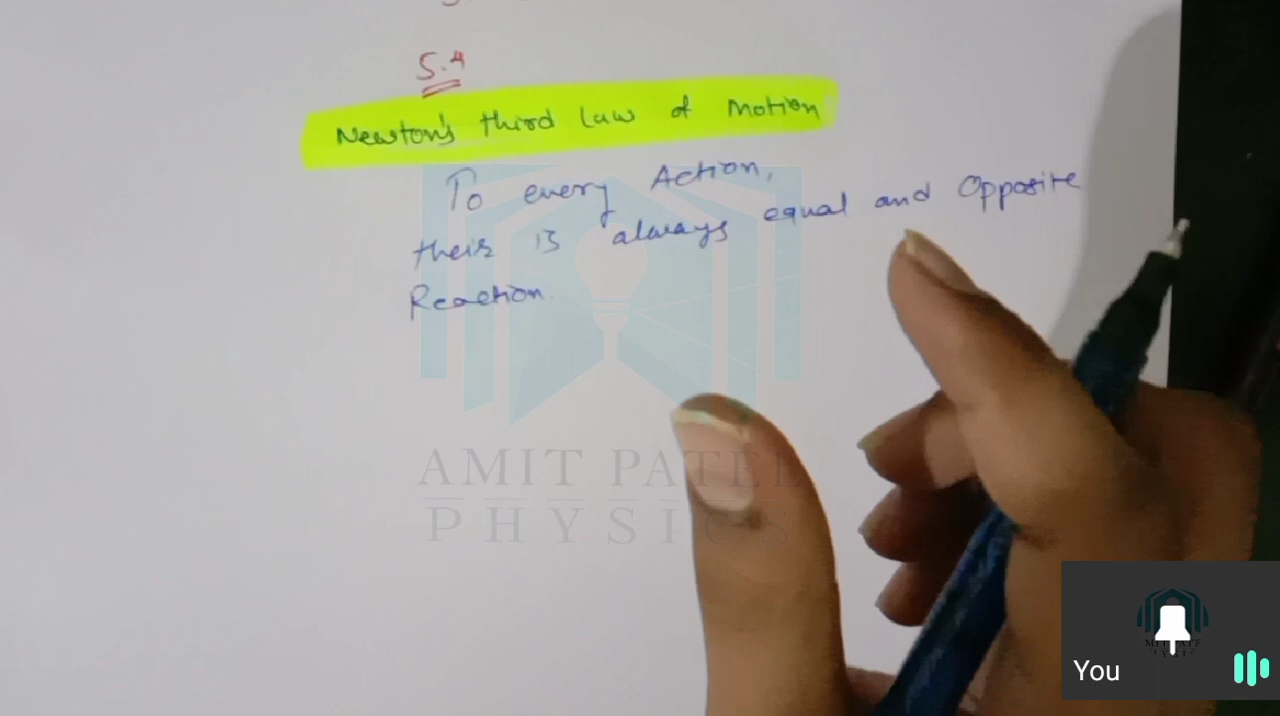 5.4
Newton's third law of Motion
To every Action,
their is always equal and Opposite
Reaction.
AMIT PATEL
PHYSICS
You